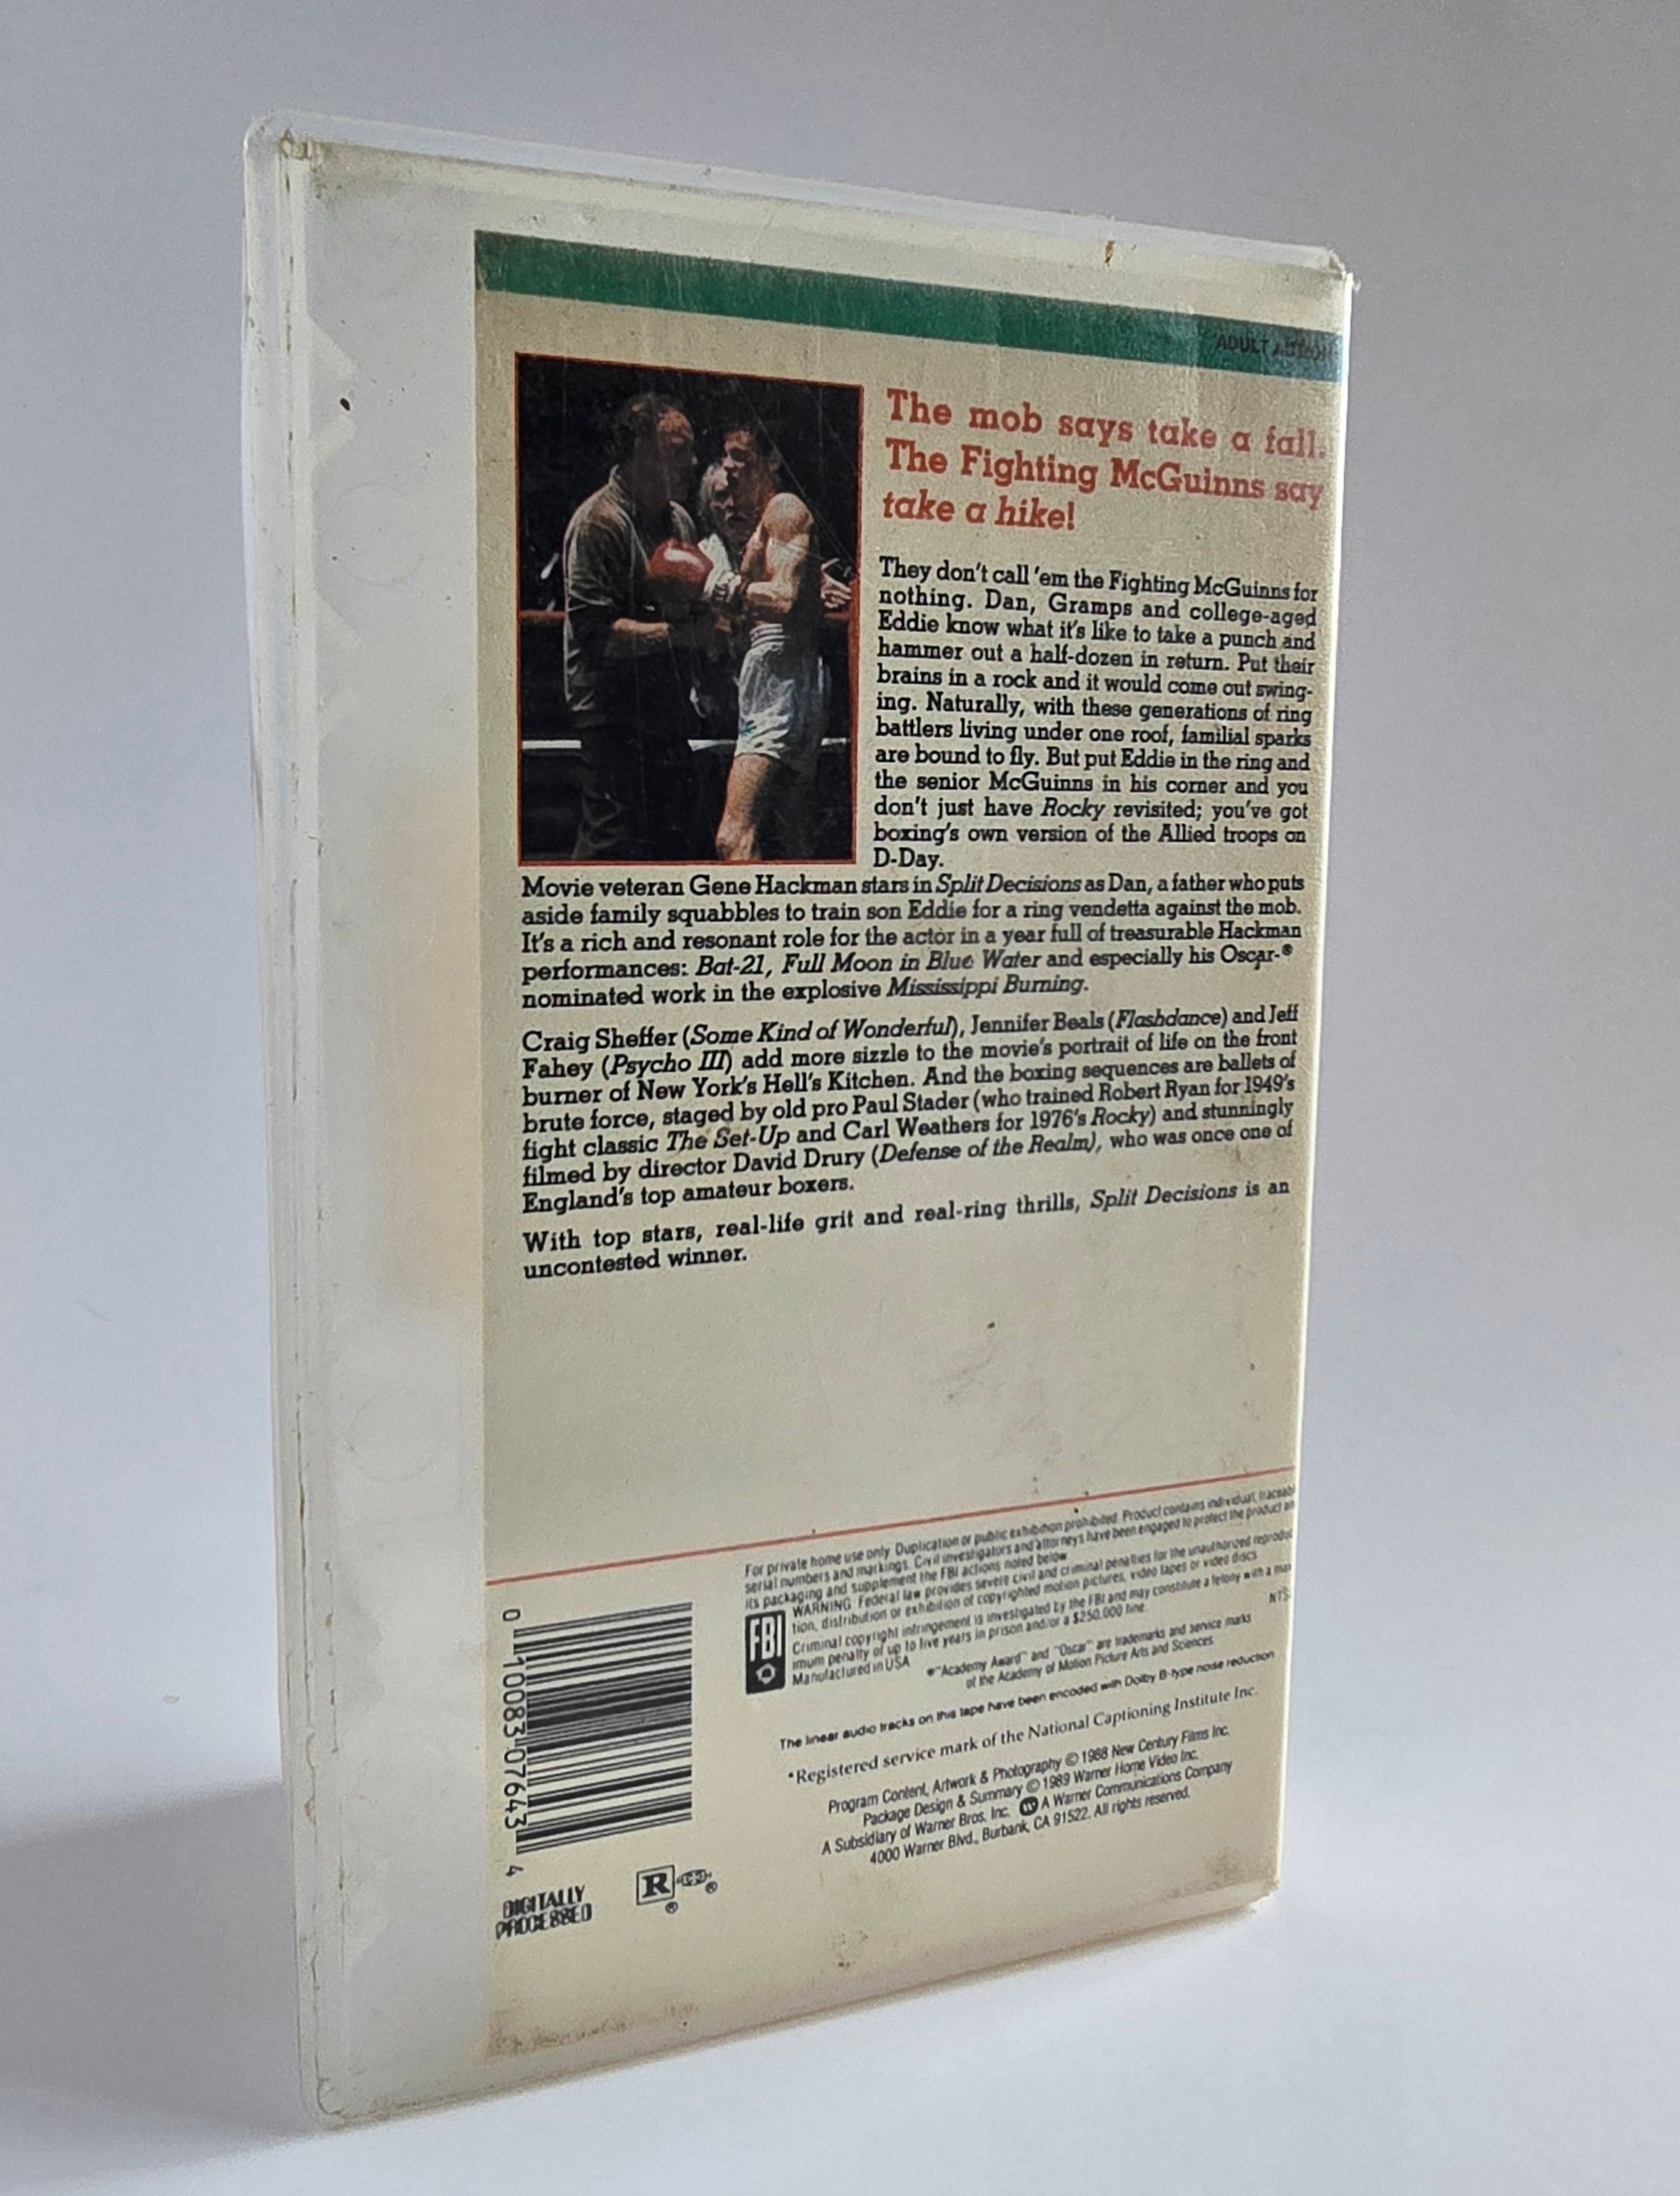 ADULT ACTION
The mob says take a fall.
The Fighting McGuinns say
take a hike!
They don't call 'em the Fighting McGuinns for
nothing. Dan, Gramps and college-aged
Eddie know what it's like to take a punch and
hammer out a half-dozen in return. Put their
brains in a rock and it would come out swing-
ing. Naturally, with these generations of ring
battlers living under one roof, familial sparks
are bound to fly. But put Eddie in the ring and
the senior McGuinns in his corner and you
don't just have Rocky revisited; you've got
boxing's own version of the Allied troops on
D-Day.
Movie veteran Gene Hackman stars in Split Decisions as Dan, a father who puts
aside family squabbles to train son Eddie for a ring vendetta against the mob.
It's a rich and resonant role for the actor in a year full of treasurable Hackman
performances: Bat-21, Full Moon in Blue Water and especially his Oscar-®
nominated work in the explosive Mississippi Burning.
Craig Sheffer (Some Kind of Wonderful), Jennifer Beals (Flashdance) and Jeff
Fahey (Psycho III) add more sizzle to the movie's portrait of life on the front
burner of New York's Hell's Kitchen. And the boxing sequences are ballets of
brute force, staged by old pro Paul Stader (who trained Robert Ryan for 1949's
fight classic The Set-Up and Carl Weathers for 1976's Rocky) and stunningly
filmed by director David Drury (Defense of the Realm), who was once one of
England's top amateur boxers.
With top stars, real-life grit and real-ring thrills, Split Decisions is an
uncontested winner.
For private home use only. Duplication or public exhibition prohibited. Product contains individual, traceabl
serial numbers and markings. Civil investigators and attorneys have been engaged to protect the product an
its packaging and supplement the FBI actions noted below
FBI
WARNING: Federal law provides severe civil and criminal penalties for the unauthorized reproduc
tion, distribution or exhibition of copyrighted motion pictures, video tapes or video discs
Criminal copyright infringement is investigated by the FBI and may constitute a felony with a max
imum penalty of up to five years in prison and/or a $250,000 fine.
Manufactured in USA
NTS
®"Academy Award" and "Oscar" are trademarks and service marks
of the Academy of Motion Picture Arts and Sciences.
The linear audio tracks on this tape have been encoded with Dolby B-type noise reduction
*Registered service mark of the National Captioning Institute Inc.
Program Content, Artwork & Photography © 1988 New Century Films Inc.
Package Design & Summary © 1989 Warner Home Video Inc.
A Subsidiary of Warner Bros. Inc. A Warner Communications Company
4000 Warner Blvd., Burbank, CA 91522. All rights reserved.
0 10083 07643 4
DIGITALLY
PROCESSED
R ®